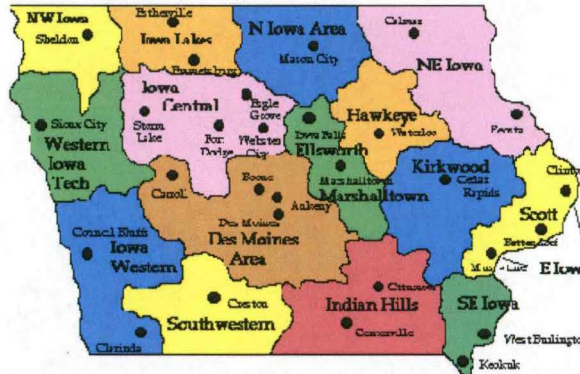 NW Iowa
Sheldon
Estherville
Iowa Lakes
Emmetsburg
N Iowa Area
Mason City
Calmar
NE Iowa
Peosta
Iowa
Central
Eagle
Grove
Storm
Lake
Fort
Dodge
Webster
City
Hawkeye
Waterloo
Iowa Falls
Ellsworth
Marshalltown
Marshalltown
Sioux City
Western
Iowa
Tech
Carroll
Boone
Ankeny
Des Moines
Des Moines
Area
Kirkwood
Cedar
Rapids
Clinton
Scott
Bettendorf
E Iow
Council Bluffs
Iowa
Western
Clarinda
Creston
Southwestern
Ottumwa
Indian Hills
Centerville
SE Iowa
West Burlington
Keokuk